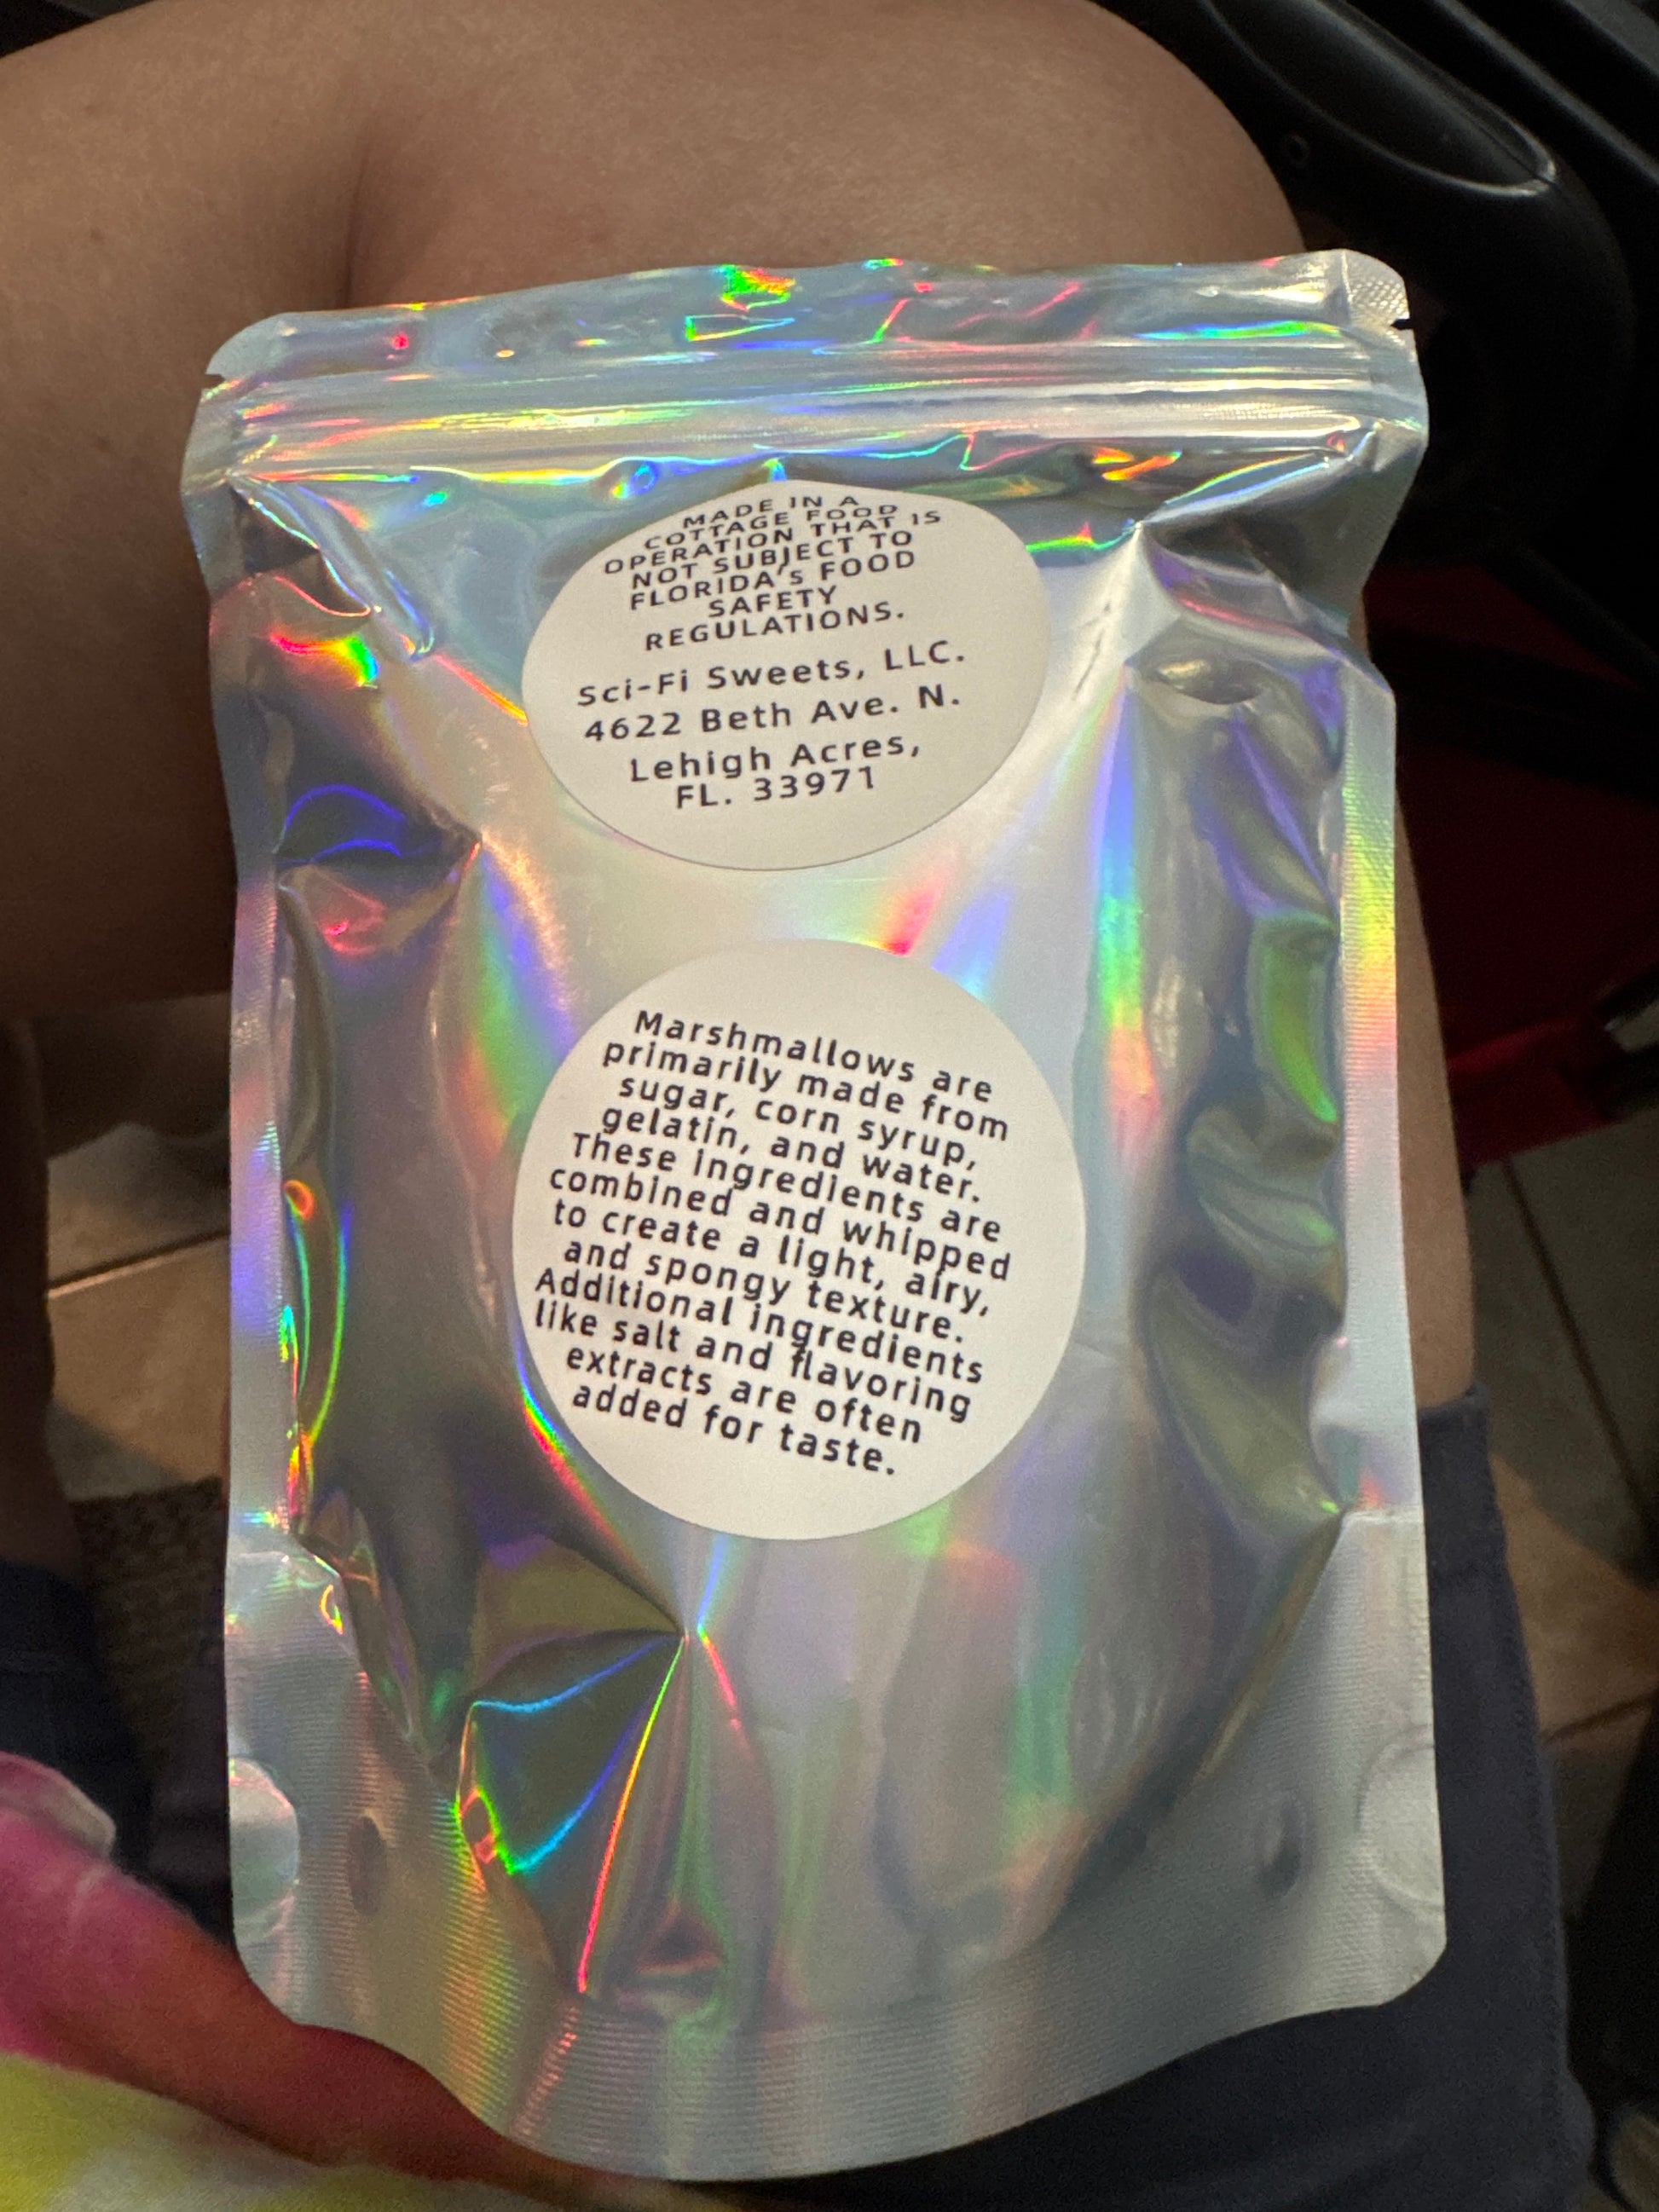 MADE IN A
COTTAGE FOOD
OPERATION THAT IS
NOT SUBJECT TO
FLORIDA's FOOD
SAFETY
REGULATIONS.
Sci-Fi Sweets, LLC.
4622 Beth Ave. N.
Lehigh Acres,
FL. 33971
Marshmallows are
primarily made from
sugar, corn syrup,
gelatin, and water.
These ingredients are
combined and whipped
to create a light, airy,
and spongy texture.
Additional ingredients
like salt and flavoring
extracts are often
added for taste.